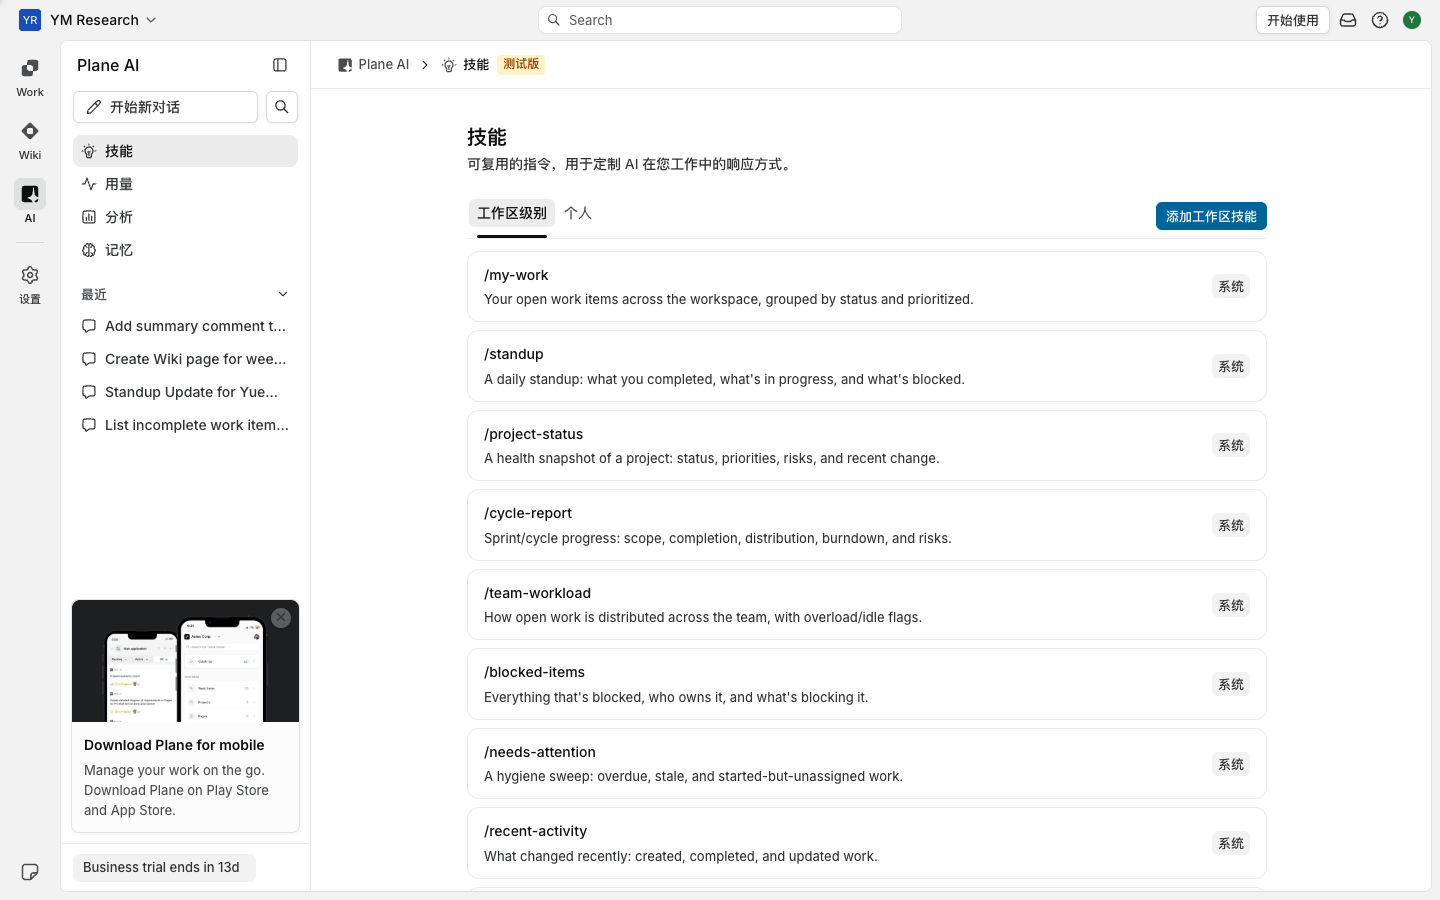 YR YM Research
Search
开始使用
Y
Work
Wiki
AI
设置
Plane AI
开始新对话
技能
用量
分析
记忆
最近
Add summary comment t...
Create Wiki page for wee...
Standup Update for Yue...
List incomplete work item...
Download Plane for mobile
Manage your work on the go.
Download Plane on Play Store
and App Store.
Business trial ends in 13d
Plane AI
技能
测试版
技能
可复用的指令，用于定制 AI 在您工作中的响应方式。
工作区级别
个人
添加工作区技能
/my-work
Your open work items across the workspace, grouped by status and prioritized.
系统
/standup
A daily standup: what you completed, what's in progress, and what's blocked.
系统
/project-status
A health snapshot of a project: status, priorities, risks, and recent change.
系统
/cycle-report
Sprint/cycle progress: scope, completion, distribution, burndown, and risks.
系统
/team-workload
How open work is distributed across the team, with overload/idle flags.
系统
/blocked-items
Everything that's blocked, who owns it, and what's blocking it.
系统
/needs-attention
A hygiene sweep: overdue, stale, and started-but-unassigned work.
系统
/recent-activity
What changed recently: created, completed, and updated work.
系统